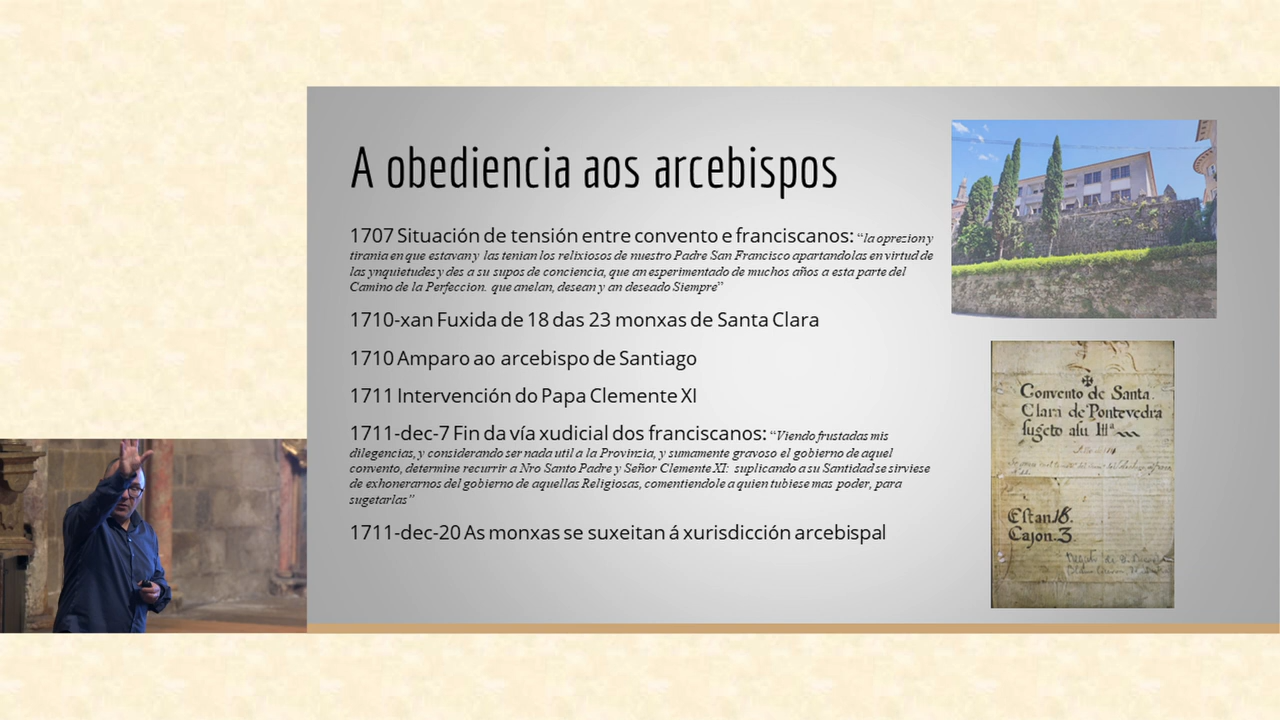 A obediencia aos arcebispos
1707 Situación de tensión entre convento e franciscanos: “la oprezion y
tirania en que estavan y las tenian los relixiosos de nuestro Padre San Francisco apartandolas en virtud de
las ynquietudes y des a su supos de conciencia, que an esperimentado de muchos años a esta parte del
Camino de la Perfeccion. que anelan, desean y an deseado Siempre”
1710-xan Fuxida de 18 das 23 monxas de Santa Clara
1710 Amparo ao arcebispo de Santiago
1711 Intervención do Papa Clemente XI
1711-dec-7 Fin da vía xudicial dos franciscanos: “Viendo frustadas mis
dilegencias, y considerando ser nada util a la Provinzia, y sumamente gravoso el gobierno de aquel
convento, determine recurrir a Nro Santo Padre y Señor Clemente XI: suplicando a su Santidad se sirviese
de exhonerarnos del gobierno de aquellas Religiosas, comentiendole a quien tubiese mas poder, para
sugetarlas”
1711-dec-20 As monxas se suxeitan á xurisdicción arcebispal
Convento de Santa
Clara de Pontevedra
sugeto a su Illª
Estan 18.
Cajon. 3.